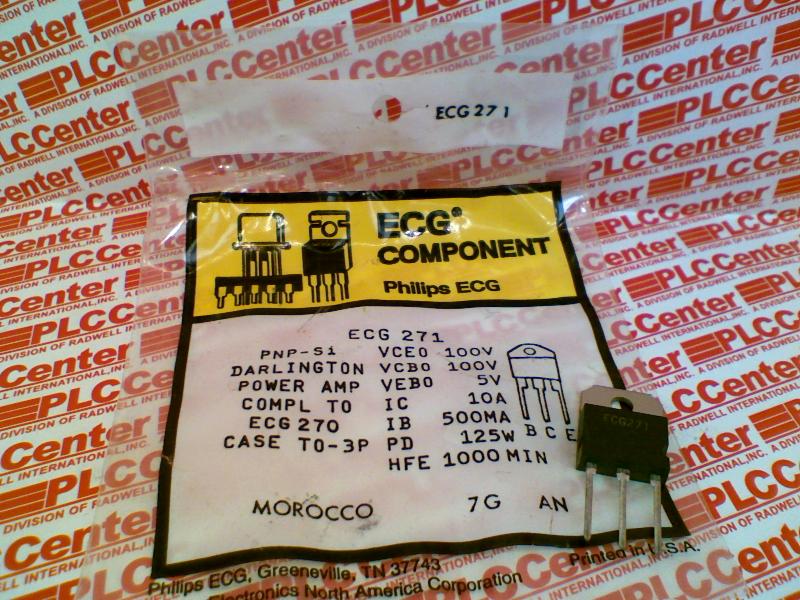 ECG 271
ECG®
COMPONENT
Philips ECG
ECG 271
PNP-Si VCEO 100V
DARLINGTON VCBO 100V
POWER AMP VEBO 5V
COMPL TO IC 10A
ECG 270 IB 500MA
CASE TO-3P PD 125W
HFE 1000 MIN
B C E
ECG271
MOROCCO 7G AN
Philips ECG, Greeneville, TN 37743
Electronics North America Corporation
Printed in U.S.A.
PLCCenter
A DIVISION OF RADWELL INTERNATIONAL, INC.